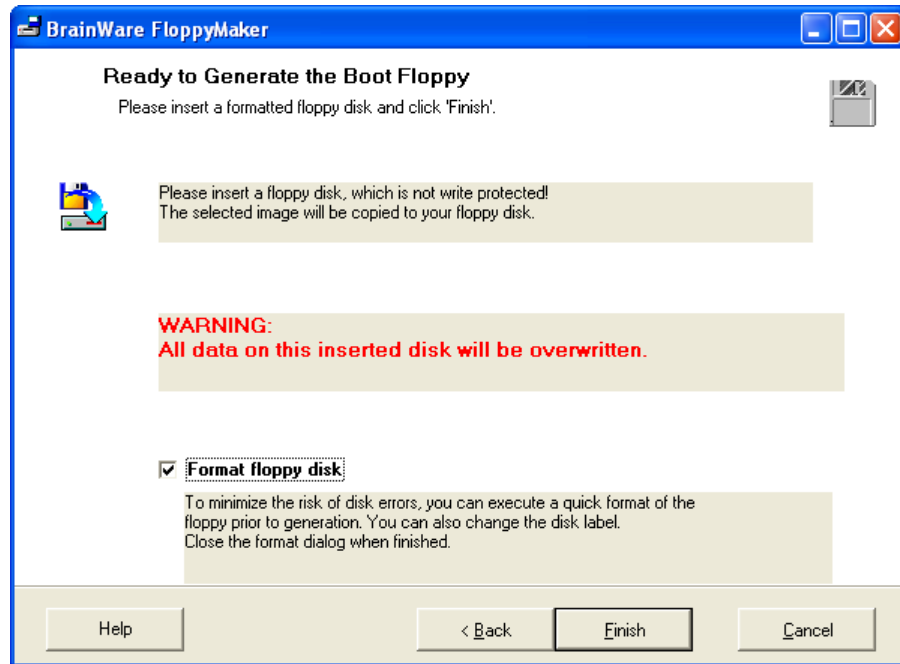 BrainWare FloppyMaker
Ready to Generate the Boot Floppy
Please insert a formatted floppy disk and click 'Finish'.
Please insert a floppy disk, which is not write protected!
The selected image will be copied to your floppy disk.
WARNING:
All data on this inserted disk will be overwritten.
Format floppy disk
To minimize the risk of disk errors, you can execute a quick format of the
floppy prior to generation. You can also change the disk label.
Close the format dialog when finished.
Help
< Back
Finish
Cancel